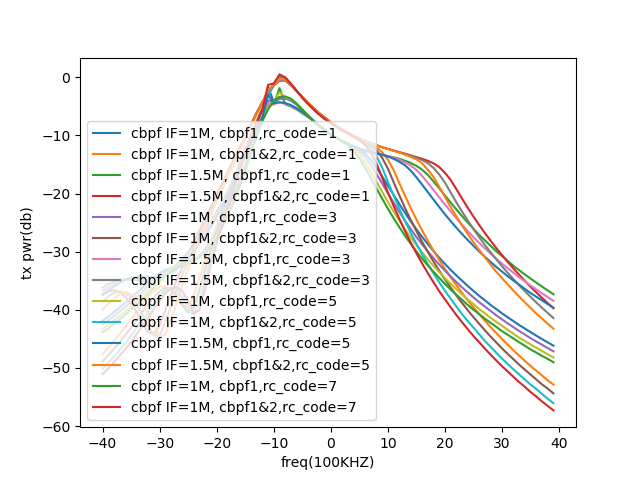 0
−10
−20
−30
−40
−50
−60
tx pwr(db)
cbpf IF=1M, cbpf1,rc_code=1
cbpf IF=1M, cbpf1&2,rc_code=1
cbpf IF=1.5M, cbpf1,rc_code=1
cbpf IF=1.5M, cbpf1&2,rc_code=1
cbpf IF=1M, cbpf1,rc_code=3
cbpf IF=1M, cbpf1&2,rc_code=3
cbpf IF=1.5M, cbpf1,rc_code=3
cbpf IF=1.5M, cbpf1&2,rc_code=3
cbpf IF=1M, cbpf1,rc_code=5
cbpf IF=1M, cbpf1&2,rc_code=5
cbpf IF=1.5M, cbpf1,rc_code=5
cbpf IF=1.5M, cbpf1&2,rc_code=5
cbpf IF=1M, cbpf1,rc_code=7
cbpf IF=1M, cbpf1&2,rc_code=7
−40 −30 −20 −10 0 10 20 30 40
freq(100KHZ)